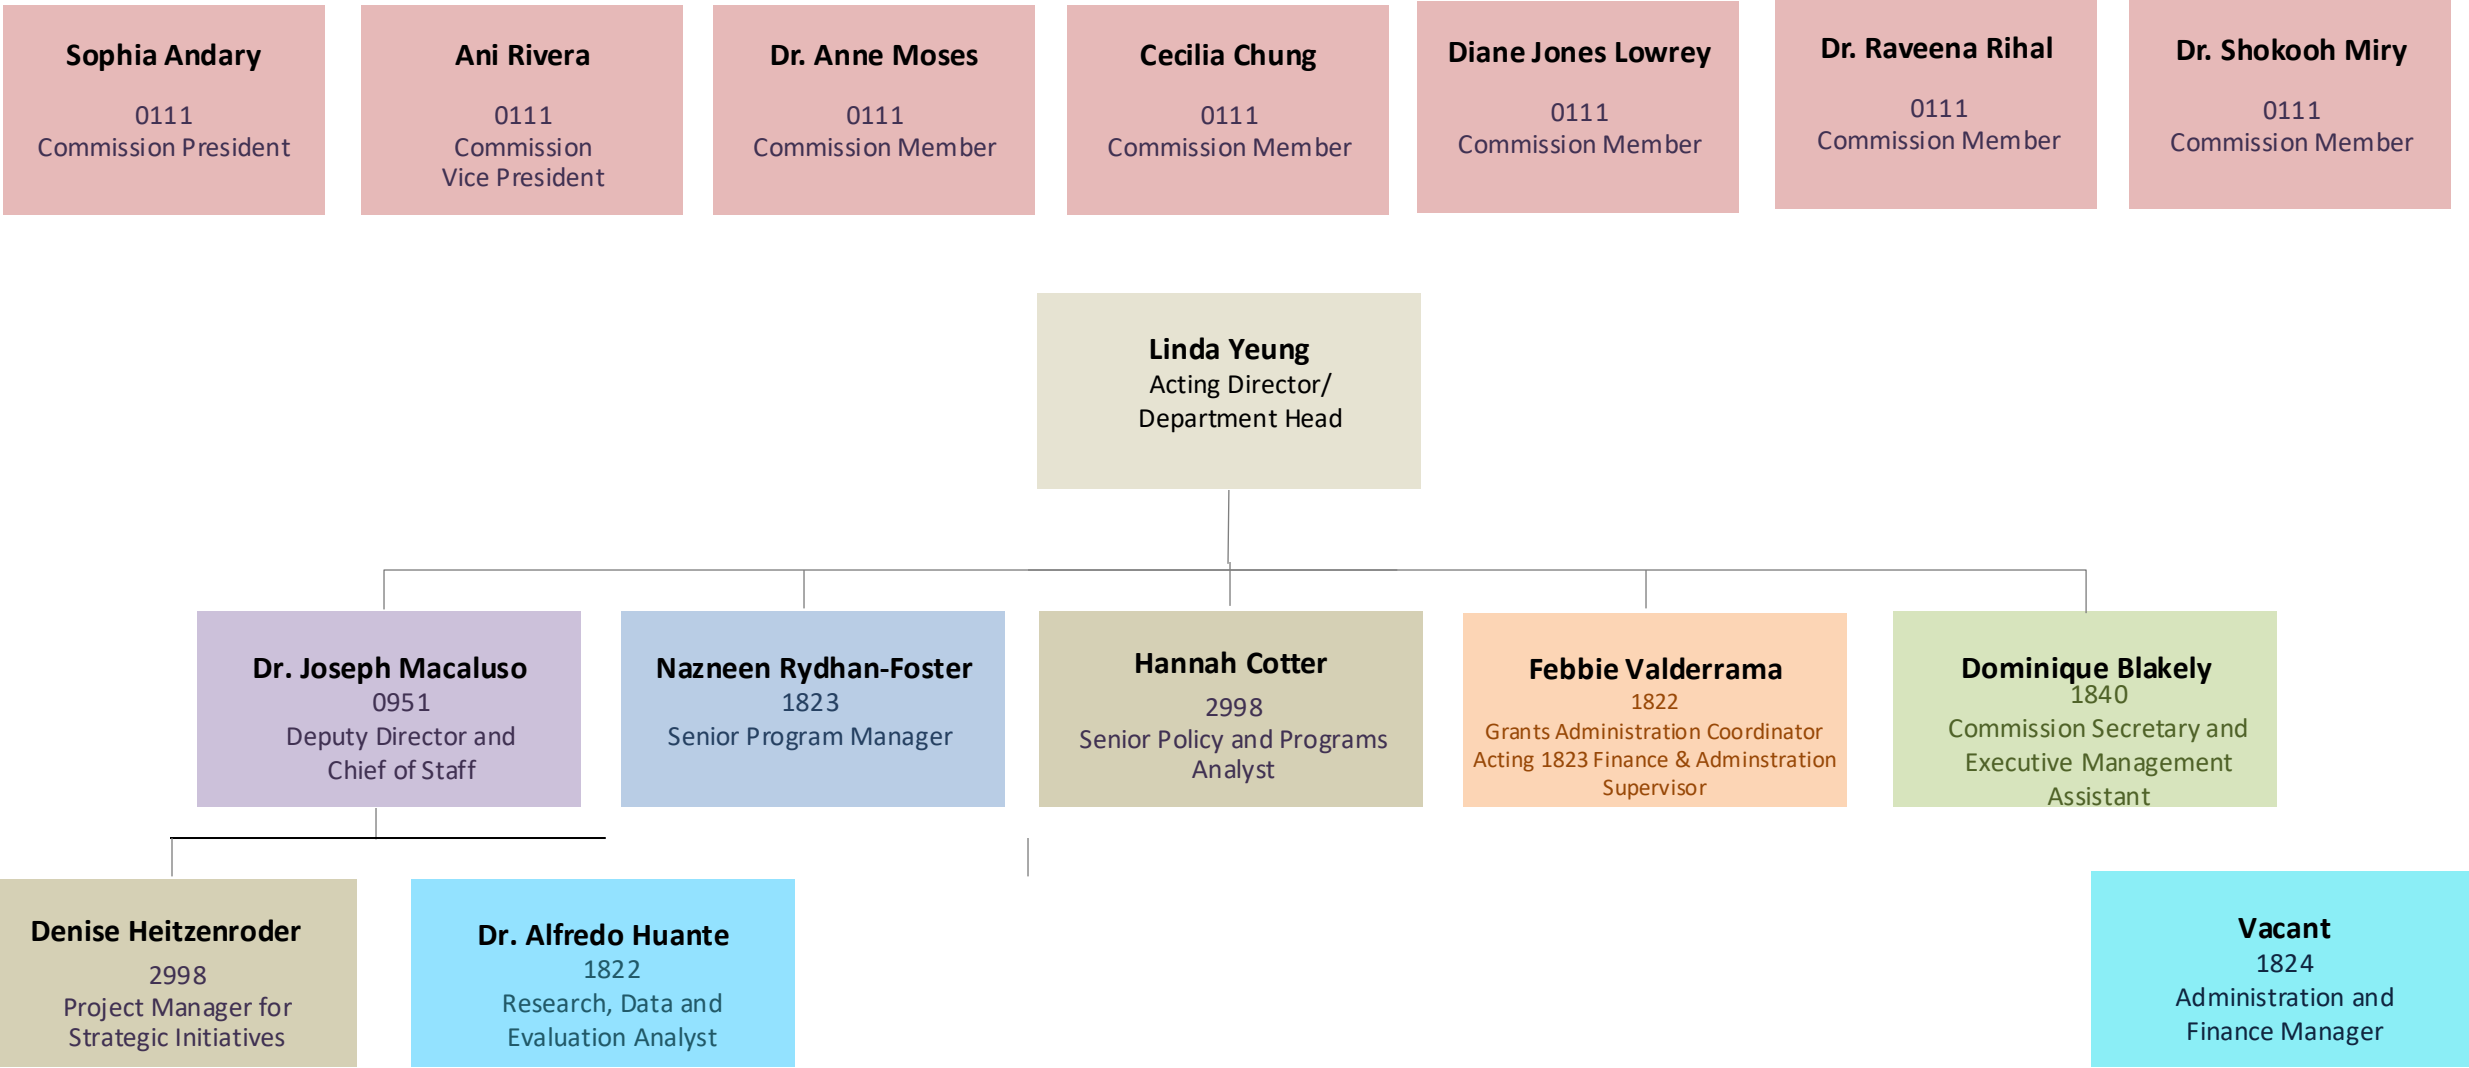 Sophia Andary
0111
Commission President
Ani Rivera
0111
Commission
Vice President
Dr. Anne Moses
0111
Commission Member
Cecilia Chung
0111
Commission Member
Diane Jones Lowrey
0111
Commission Member
Dr. Raveena Rihal
0111
Commission Member
Dr. Shokooh Miry
0111
Commission Member
Linda Yeung
Acting Director/
Department Head
Dr. Joseph Macaluso
0951
Deputy Director and
Chief of Staff
Nazneen Rydhan-Foster
1823
Senior Program Manager
Hannah Cotter
2998
Senior Policy and Programs
Analyst
Febbie Valderrama
1822
Grants Administration Coordinator
Acting 1823 Finance & Adminstration
Supervisor
Dominique Blakely
1840
Commission Secretary and
Executive Management
Assistant
Denise Heitzenroder
2998
Project Manager for
Strategic Initiatives
Dr. Alfredo Huante
1822
Research, Data and
Evaluation Analyst
Vacant
1824
Administration and
Finance Manager